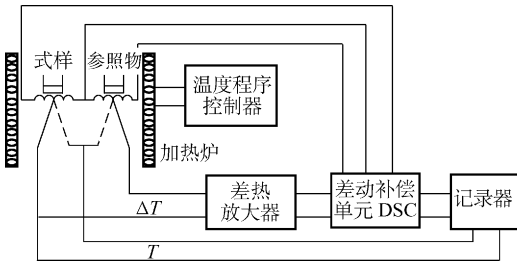 式样
参照物
温度程序
控制器
加热炉
差热
放大器
差动补偿
单元 DSC
记录器
ΔT
T